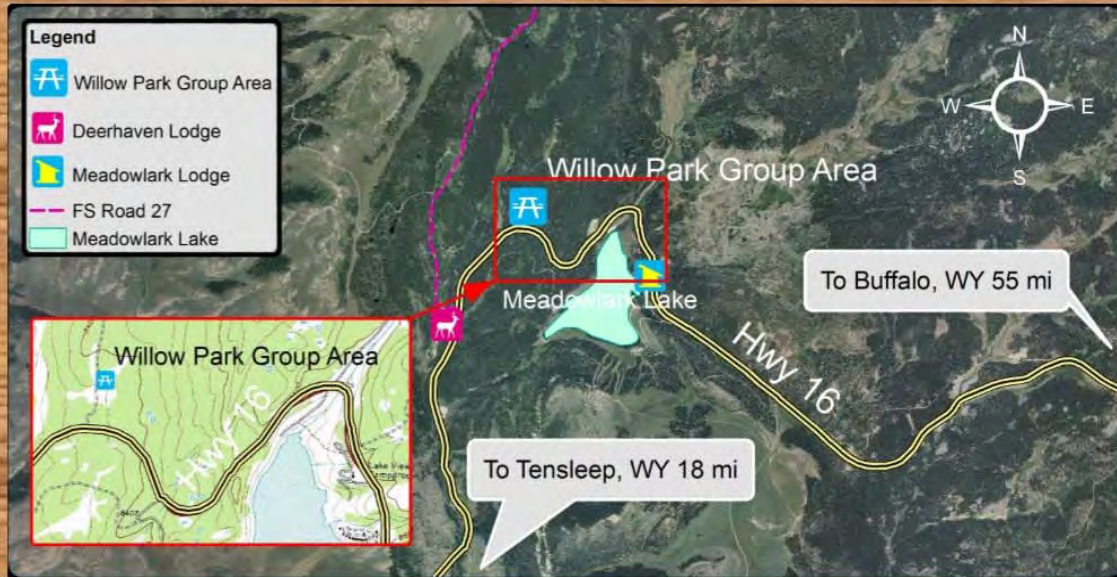 Legend
Willow Park Group Area
Deerhaven Lodge
Meadowlark Lodge
FS Road 27
Meadowlark Lake
N
W
E
S
Willow Park Group Area
To Buffalo, WY 55 mi
Meadowlark Lake
Hwy 16
To Tensleep, WY 18 mi
Willow Park Group Area
Hwy 16
Lake View